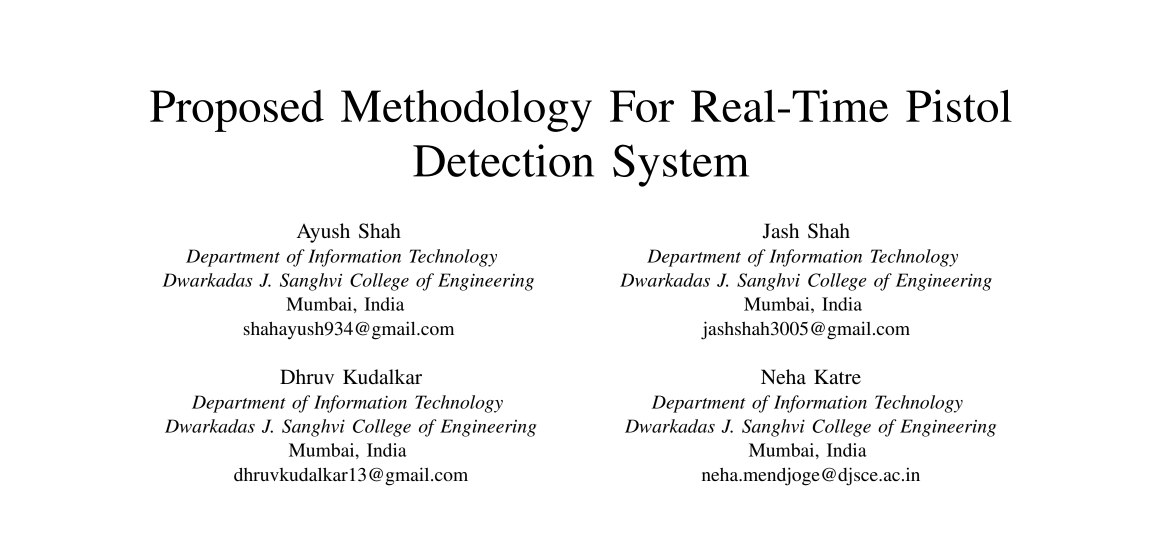 Proposed Methodology For Real-Time Pistol
Detection System
Ayush Shah
Department of Information Technology
Dwarkadas J. Sanghvi College of Engineering
Mumbai, India
shahayush934@gmail.com
Jash Shah
Department of Information Technology
Dwarkadas J. Sanghvi College of Engineering
Mumbai, India
jashshah3005@gmail.com
Dhruv Kudalkar
Department of Information Technology
Dwarkadas J. Sanghvi College of Engineering
Mumbai, India
dhruvkudalkar13@gmail.com
Neha Katre
Department of Information Technology
Dwarkadas J. Sanghvi College of Engineering
Mumbai, India
neha.mendjoge@djsce.ac.in